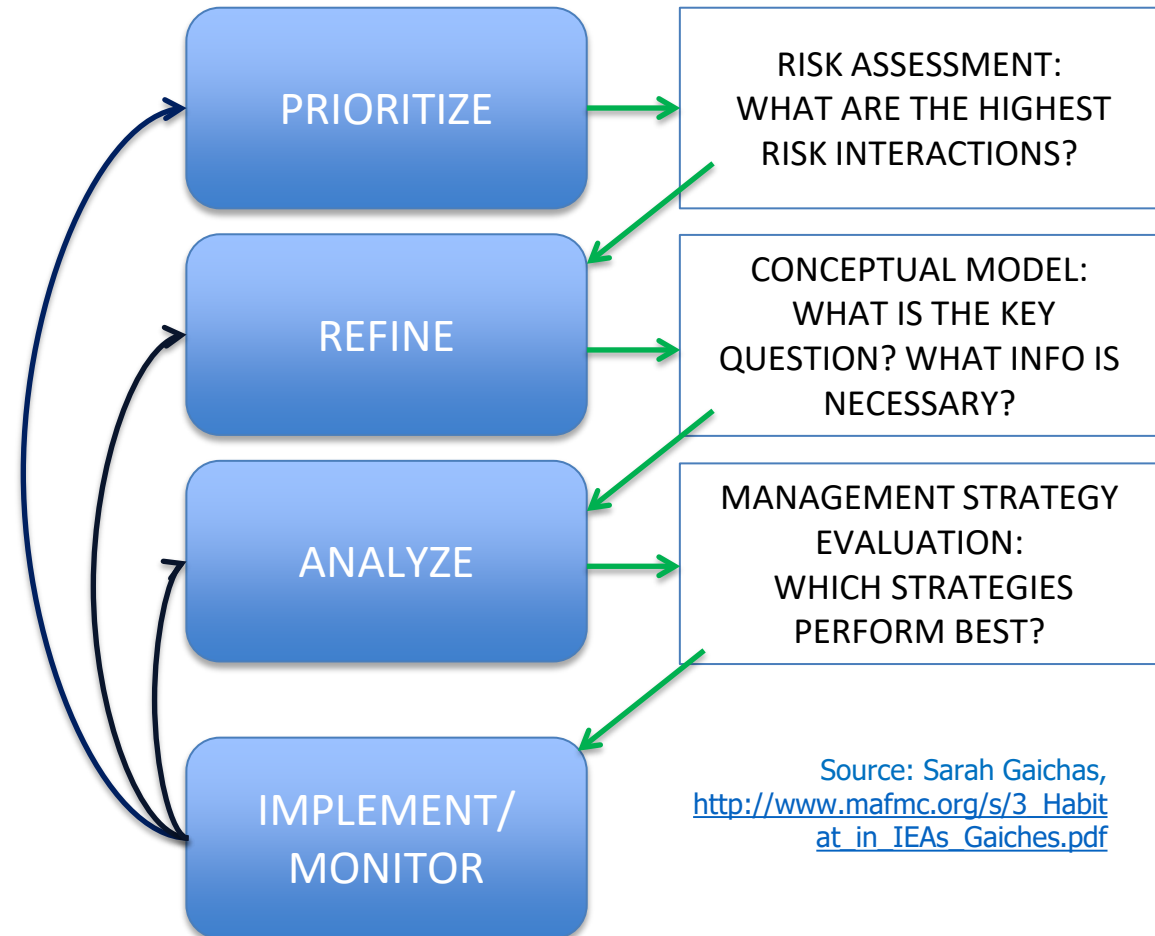 PRIORITIZE
RISK ASSESSMENT:
WHAT ARE THE HIGHEST
RISK INTERACTIONS?
REFINE
CONCEPTUAL MODEL:
WHAT IS THE KEY
QUESTION? WHAT INFO IS
NECESSARY?
ANALYZE
MANAGEMENT STRATEGY
EVALUATION:
WHICH STRATEGIES
PERFORM BEST?
IMPLEMENT/
MONITOR
Source: Sarah Gaichas,
http://www.mafmc.org/s/3_Habit
at_in_IEAs_Gaiches.pdf